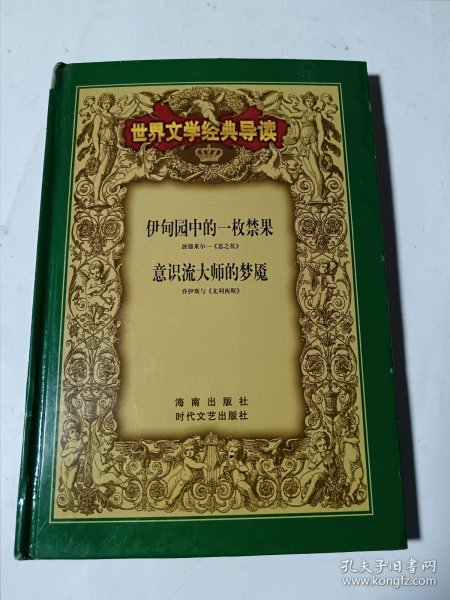 世界文学经典导读
伊甸园中的一枚禁果
波德莱尔—《恶之花》
意识流大师的梦魇
乔伊斯与《尤利西斯》
海南出版社
时代文艺出版社
孔夫子旧书网
www.kongfz.com